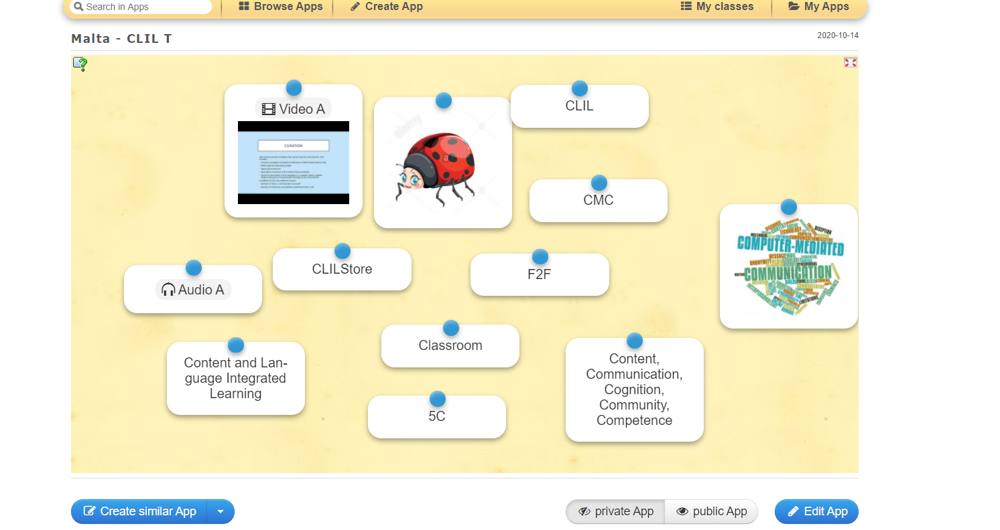 Search in Apps
Browse Apps
Create App
My classes
My Apps
Malta - CLIL T
2020-10-14
Video A
CURATION
CLIL
CMC
COMPUTER-MEDIATED
COMMUNICATION
CLILStore
F2F
Audio A
Classroom
Content and Lan-
guage Integrated
Learning
Content,
Communication,
Cognition,
Community,
Competence
5C
Create similar App
private App
public App
Edit App